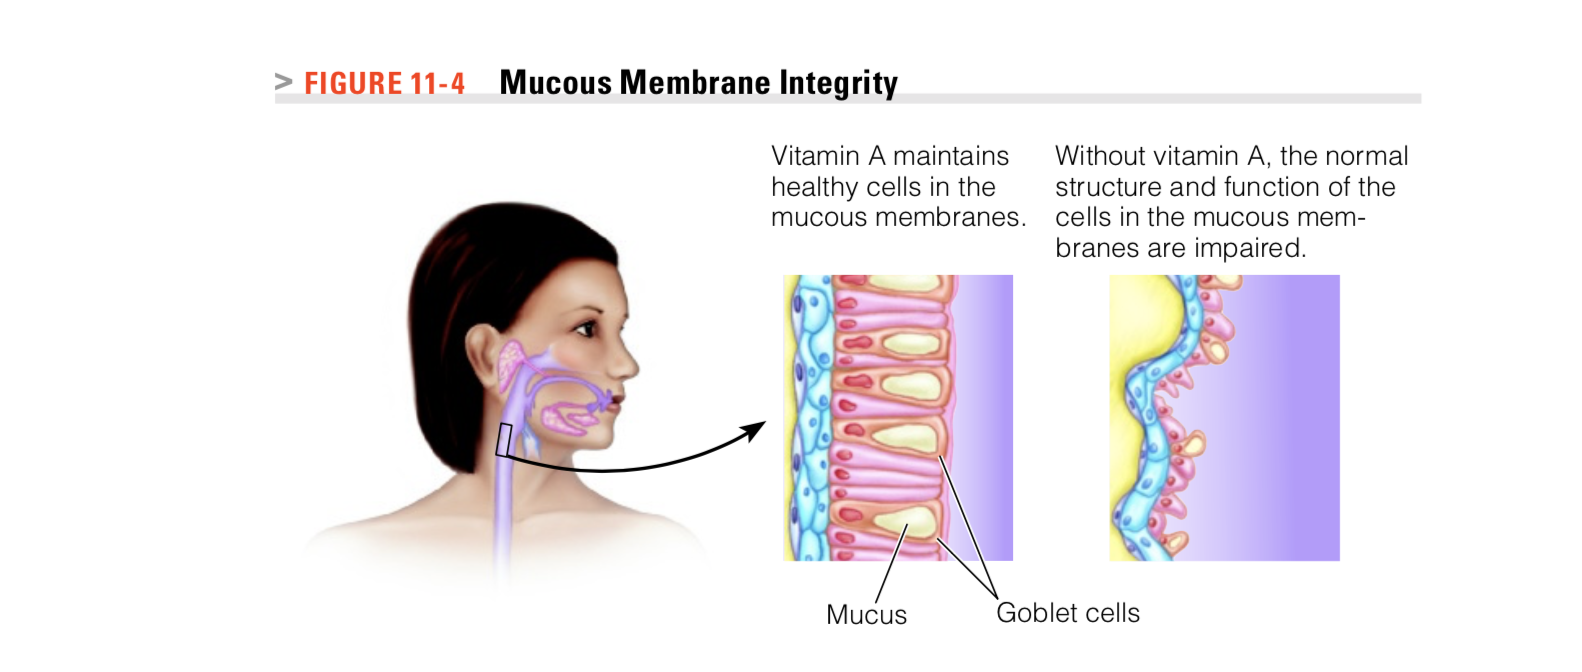 > FIGURE 11-4 Mucous Membrane Integrity
Vitamin A maintains
healthy cells in the
mucous membranes.
Without vitamin A, the normal
structure and function of the
cells in the mucous mem-
branes are impaired.
Mucus
Goblet cells